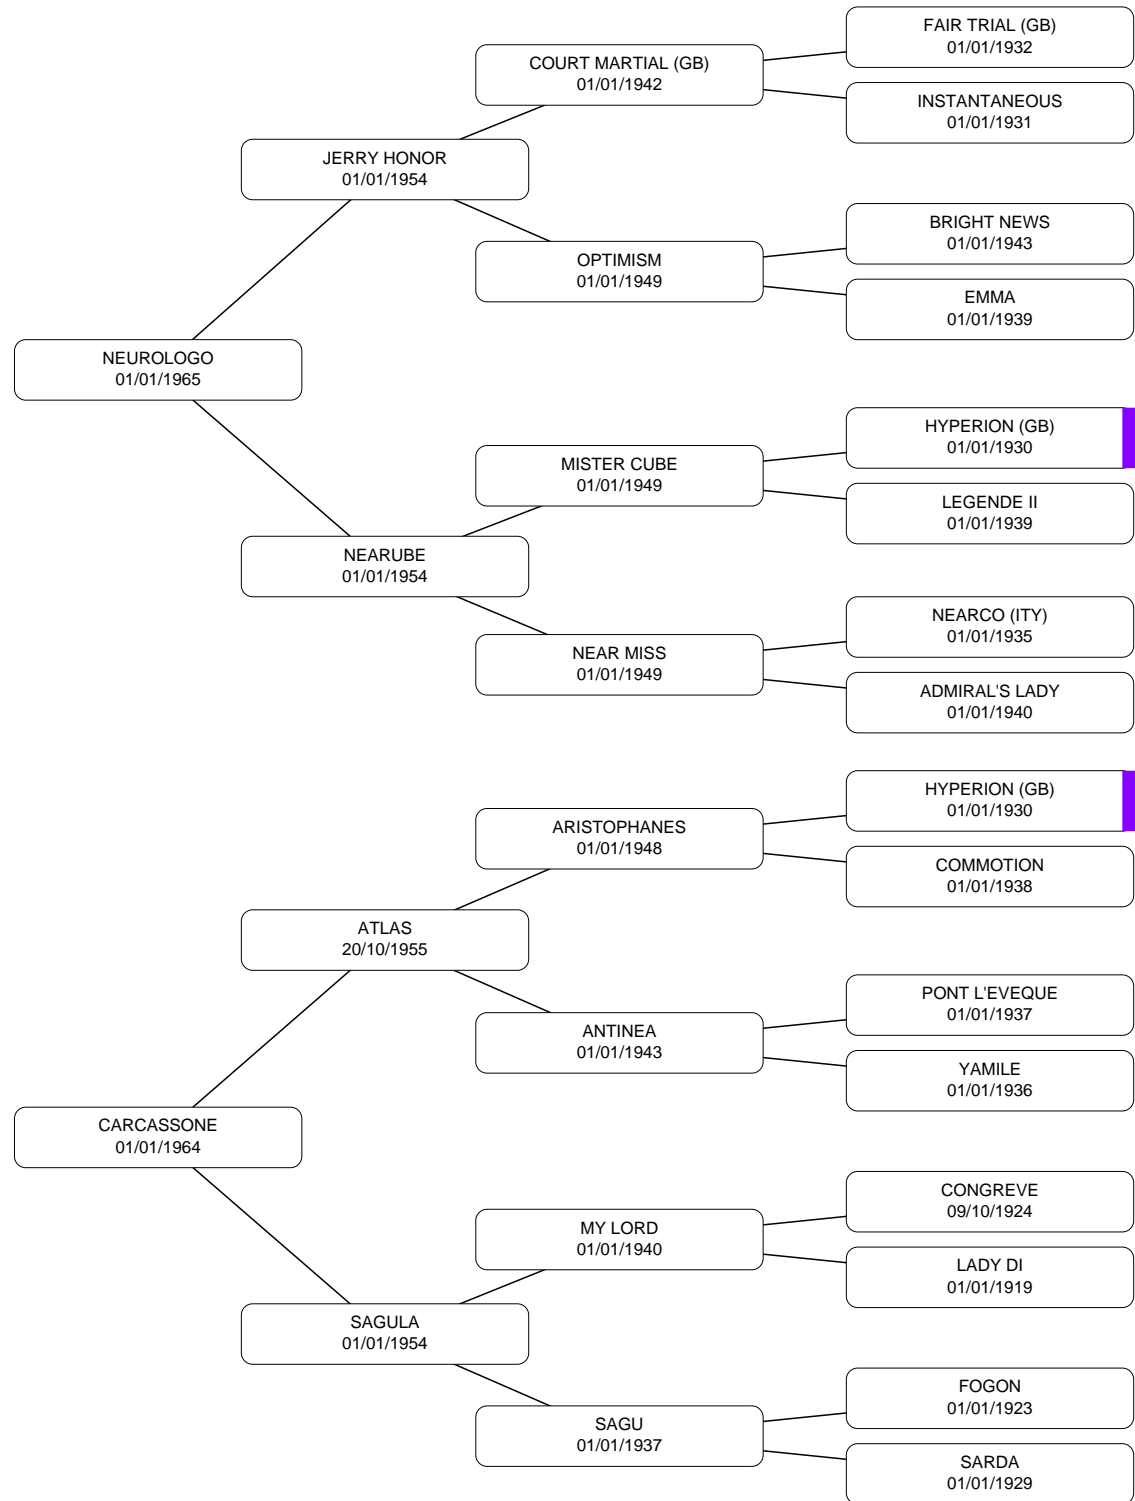 FAIR TRIAL (GB)
01/01/1932
COURT MARTIAL (GB)
01/01/1942
INSTANTANEOUS
01/01/1931
JERRY HONOR
01/01/1954
BRIGHT NEWS
01/01/1943
OPTIMISM
01/01/1949
EMMA
01/01/1939
NEUROLOGO
01/01/1965
HYPERION (GB)
01/01/1930
MISTER CUBE
01/01/1949
LEGENDE II
01/01/1939
NEARUBE
01/01/1954
NEARCO (ITY)
01/01/1935
NEAR MISS
01/01/1949
ADMIRAL'S LADY
01/01/1940
HYPERION (GB)
01/01/1930
ARISTOPHANES
01/01/1948
COMMOTION
01/01/1938
ATLAS
20/10/1955
PONT L'EVEQUE
01/01/1937
ANTINEA
01/01/1943
YAMILE
01/01/1936
CARCASSONE
01/01/1964
CONGREVE
09/10/1924
MY LORD
01/01/1940
LADY DI
01/01/1919
SAGULA
01/01/1954
FOGON
01/01/1923
SAGU
01/01/1937
SARDA
01/01/1929